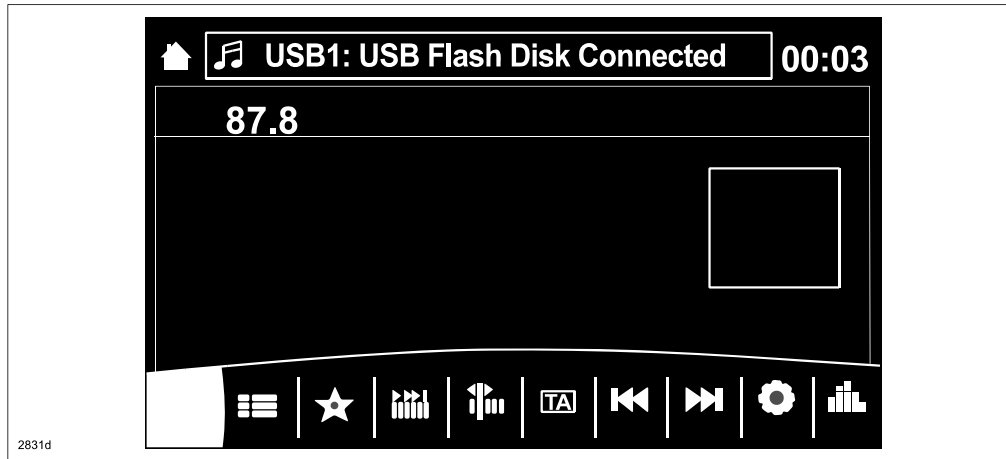 USB1: USB Flash Disk Connected
00:03
87.8
TA
2831d